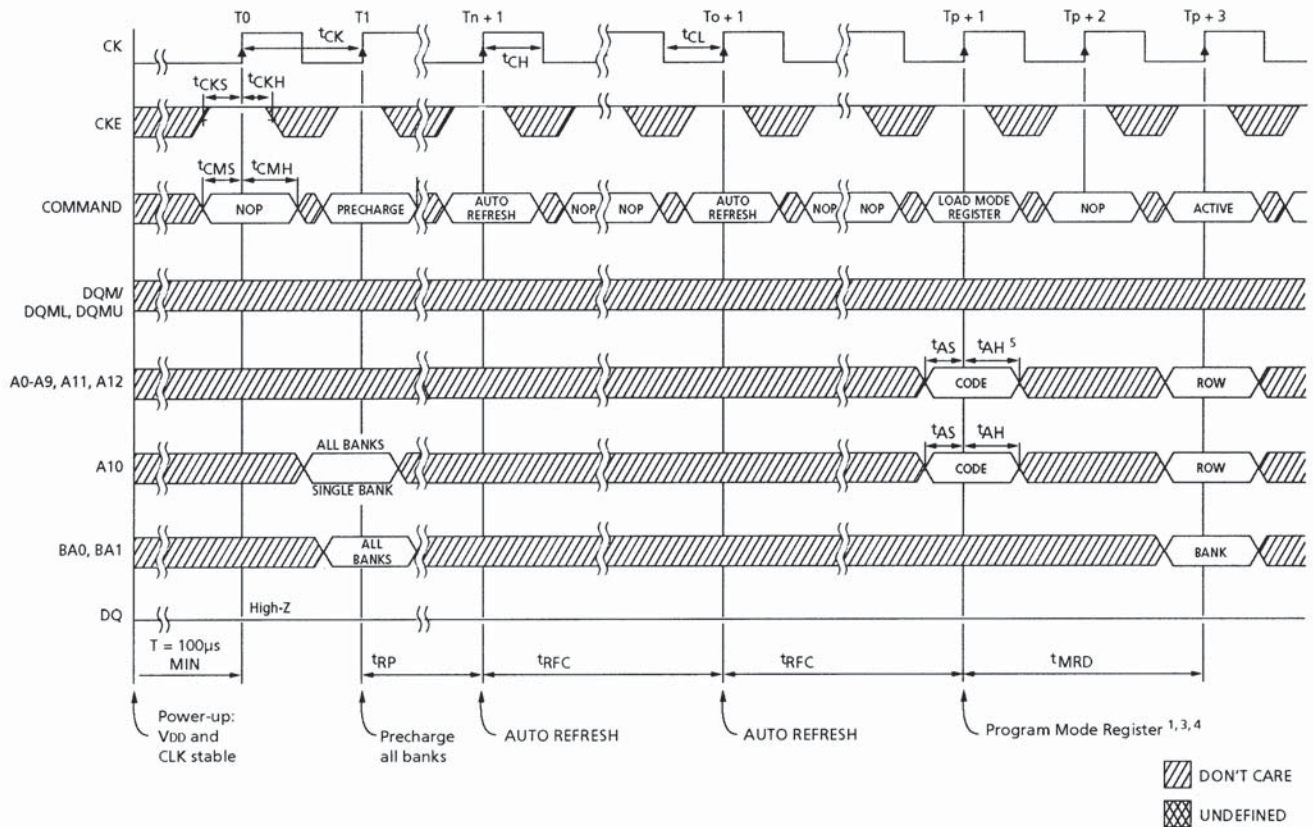 T0 T1 Tn + 1 To + 1 Tp + 1 Tp + 2 Tp + 3
CK tCK tCH tCL
tCKS tCKH
CKE
tCMS tCMH
COMMAND NOP PRECHARGE AUTO REFRESH NOP NOP AUTO REFRESH NOP NOP LOAD MODE REGISTER NOP ACTIVE
DQM/
DQML, DQMU
tAS tAH 5
A0-A9, A11, A12 CODE ROW
ALL BANKS tAS tAH
A10 CODE ROW
SINGLE BANK
BA0, BA1 ALL BANKS BANK
DQ High-Z
T = 100µs
MIN tRP tRFC tRFC tMRD
Power-up:
VDD and
CLK stable
Precharge
all banks
AUTO REFRESH
AUTO REFRESH
Program Mode Register 1, 3, 4
DON'T CARE
UNDEFINED